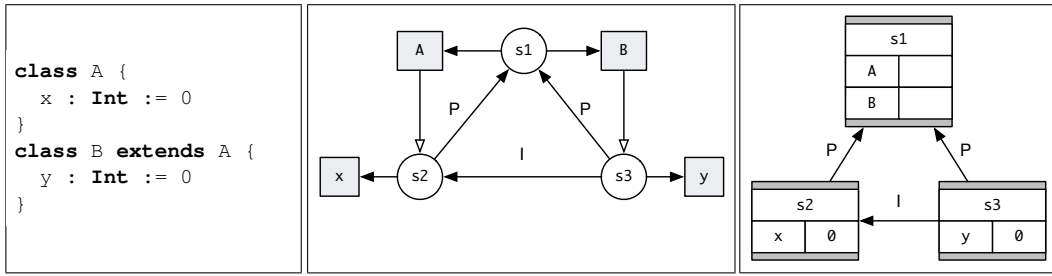 class A {
x : Int := 0
}
class B extends A {
y : Int := 0
}
A
s1
B
P
P
I
x
s2
s3
y
s1
A
B
P
P
s2
I
s3
x
0
y
0